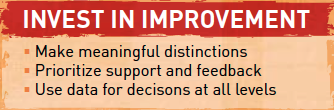 INVEST IN IMPROVEMENT
▪ Make meaningful distinctions
▪ Prioritize support and feedback
▪ Use data for decisons at all levels